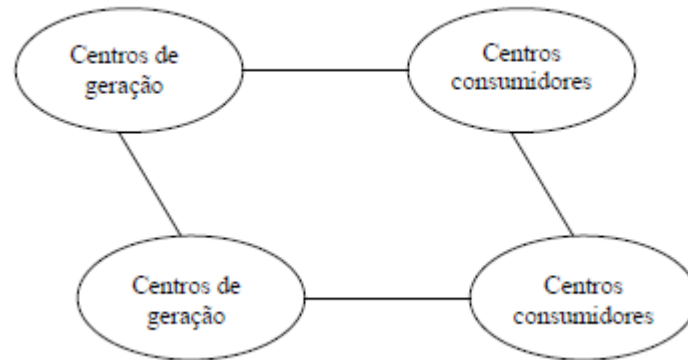 Centros de
geração
Centros
consumidores
Centros de
geração
Centros
consumidores